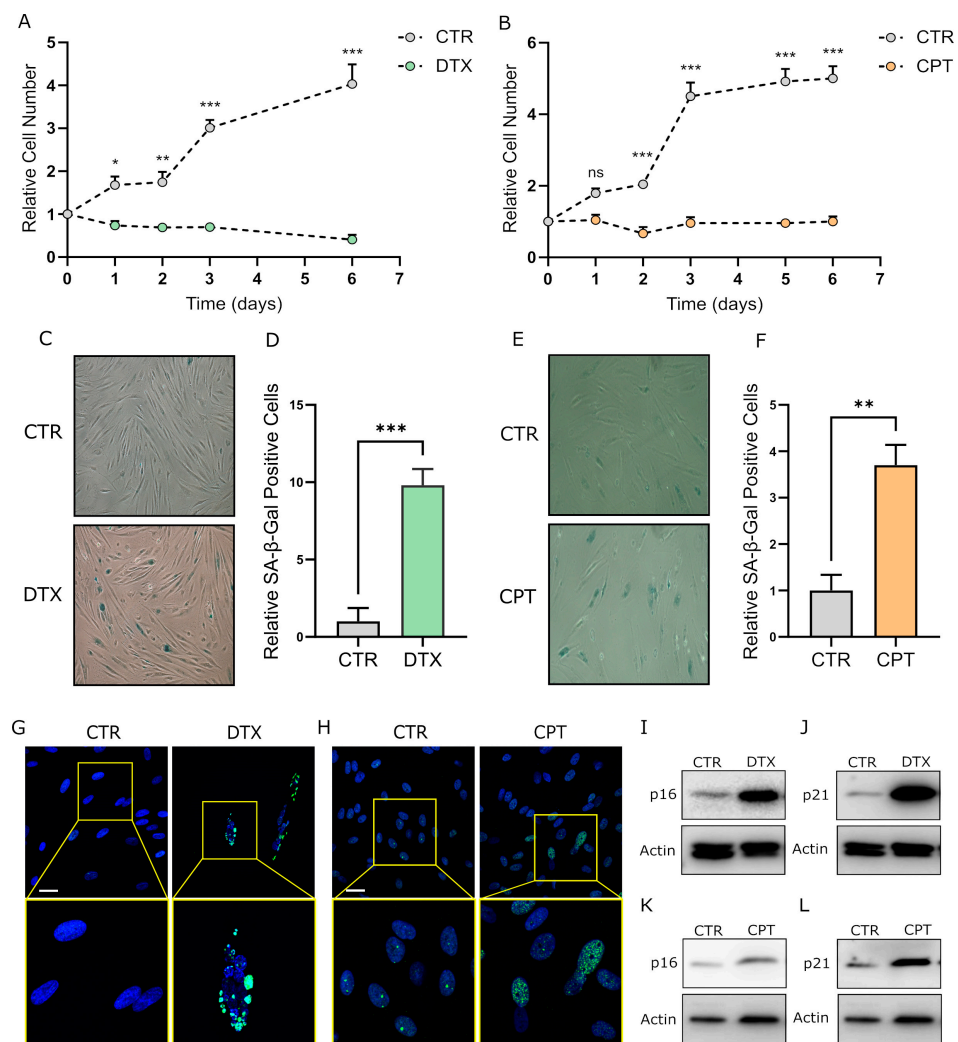 A
CTR
DTX
Relative Cell Number
5
4
3
2
1
0
0 1 2 3 4 5 6 7
Time (days)
* ** *** ***
B
CTR
CPT
Relative Cell Number
6
4
2
0
0 1 2 3 4 5 6 7
Time (days)
ns *** *** *** ***
C
CTR
DTX
D
Relative SA-β-Gal Positive Cells
15
10
5
0
***
CTR DTX
E
CTR
CPT
F
Relative SA-β-Gal Positive Cells
5
4
3
2
1
0
**
CTR CPT
G
CTR DTX
H
CTR CPT
I
CTR DTX
p16
Actin
J
CTR DTX
p21
Actin
K
CTR CPT
p16
Actin
L
CTR CPT
p21
Actin